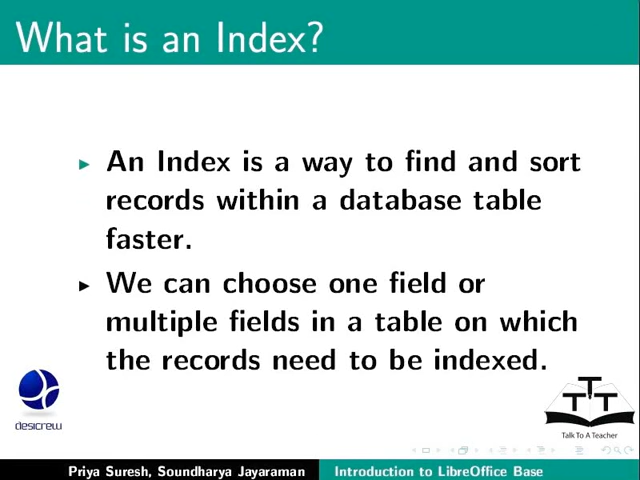 What is an Index?
An Index is a way to find and sort
records within a database table
faster.
We can choose one field or
multiple fields in a table on which
the records need to be indexed.
desicrew
TTT
Talk To A Teacher
Priya Suresh, Soundharya Jayaraman
Introduction to LibreOffice Base